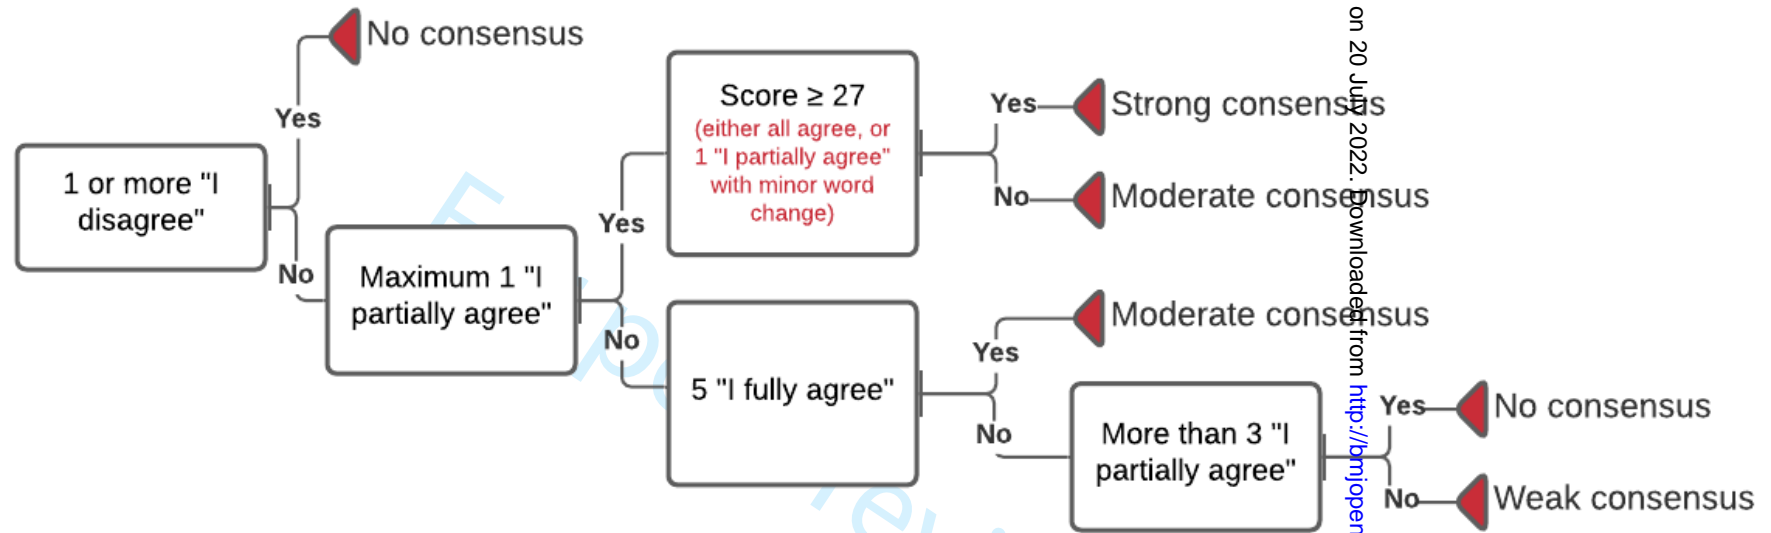 No consensus
Yes
1 or more "I
disagree"
No
Maximum 1 "I
partially agree"
Yes
No
Score ≥ 27
(either all agree, or
1 "I partially agree"
with minor word
change)
Yes
Strong consensus
No
Moderate consensus
5 "I fully agree"
Yes
Moderate consensus
No
More than 3 "I
partially agree"
Yes
No consensus
No
Weak consensus
on 20 July 2022. Downloaded from http://bmjopen